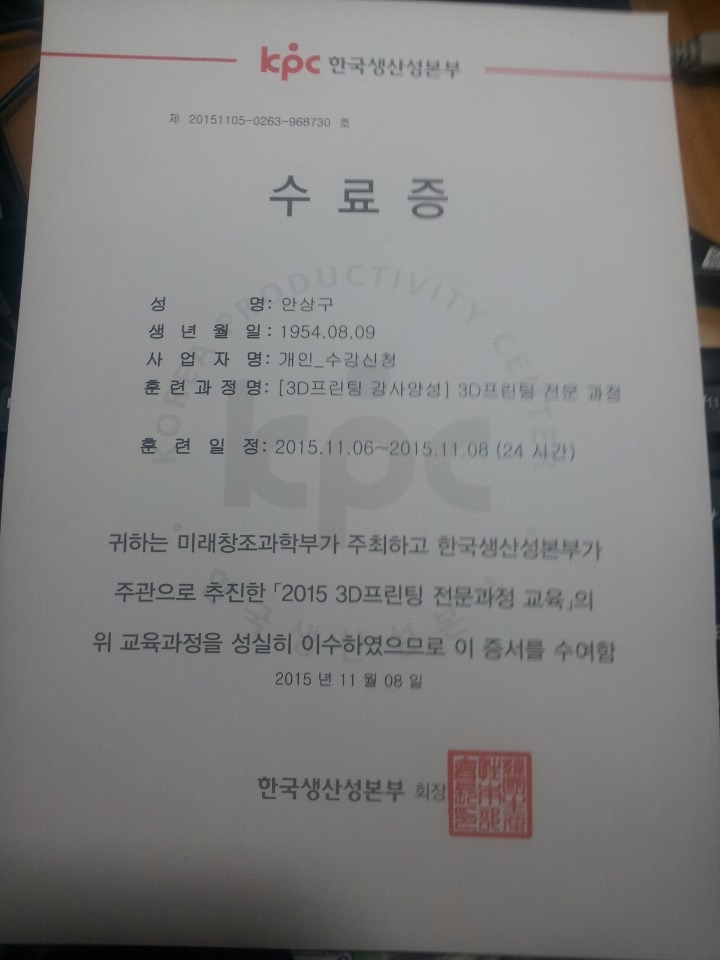 kpc 한국생산성본부
제 20151105-0263-968730 호
수 료 증
성 명: 안상구
생 년 월 일: 1954.08.09
사 업 자 명: 개인_수강신청
훈 련 과 정 명: [3D프린팅 강사양성] 3D프린팅 전문 과정
훈 련 일 정: 2015.11.06~2015.11.08 (24 시간)
KOREA PRODUCTIVITY CENTER
kpc
한국생산성본부
귀하는 미래창조과학부가 주최하고 한국생산성본부가
주관으로 추진한 「2015 3D프린팅 전문과정 교육」의
위 교육과정을 성실히 이수하였으므로 이 증서를 수여함
2015 년 11 월 08 일
한국생산성본부 회장